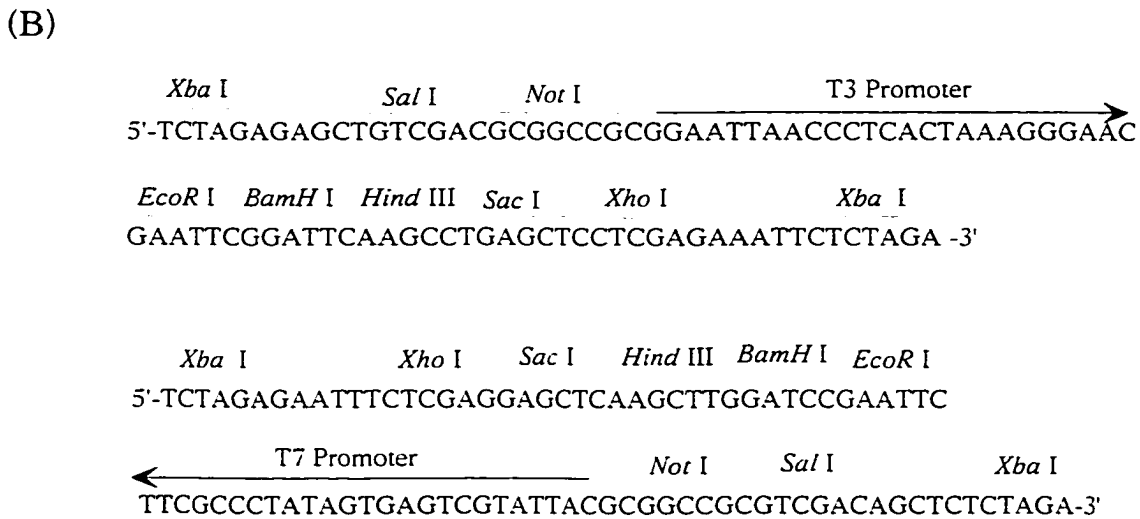 (B)
Xba I Sal I Not I T3 Promoter
5'-TCTAGAGAGCTGTCGACGCGGCCGCGGAATTAACCCTCACTAAAGGGAAC
EcoR I BamH I Hind III Sac I Xho I Xba I
GAATTCGGATTCAAGCCTGAGCTCCTCGAGAAATTCTCTAGA -3'
Xba I Xho I Sac I Hind III BamH I EcoR I
5'-TCTAGAGAATTTCTCGAGGAGCTCAAGCTTGGATCCGAATTC
T7 Promoter Not I Sal I Xba I
TTCGCCCTATAGTGAGTCGTATTACGCGGCCGCGTCGACAGCTCTCTAGA-3'